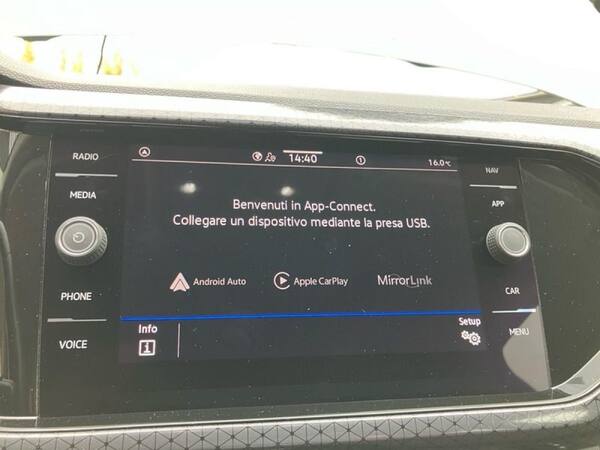 RADIO
MEDIA
PHONE
VOICE
14:40
1
16.0°C
Benvenuti in App-Connect.
Collegare un dispositivo mediante la presa USB.
Android Auto
Apple CarPlay
MirrorLink
Info
Setup
NAV
APP
CAR
MENU